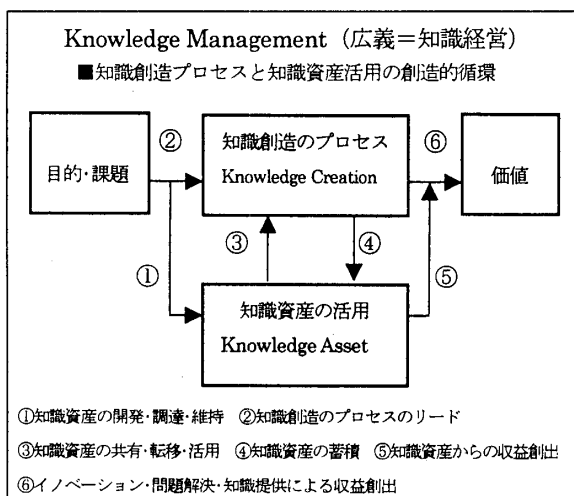 Knowledge Management（広義＝知識経営）
■知識創造プロセスと知識資産活用の創造的循環
目的・課題
②
知識創造のプロセス
Knowledge Creation
⑥
価値
③
④
①
⑤
知識資産の活用
Knowledge Asset
①知識資産の開発・調達・維持 ②知識創造のプロセスのリード
③知識資産の共有・転移・活用 ④知識資産の蓄積 ⑤知識資産からの収益創出
⑥イノベーション・問題解決・知識提供による収益創出